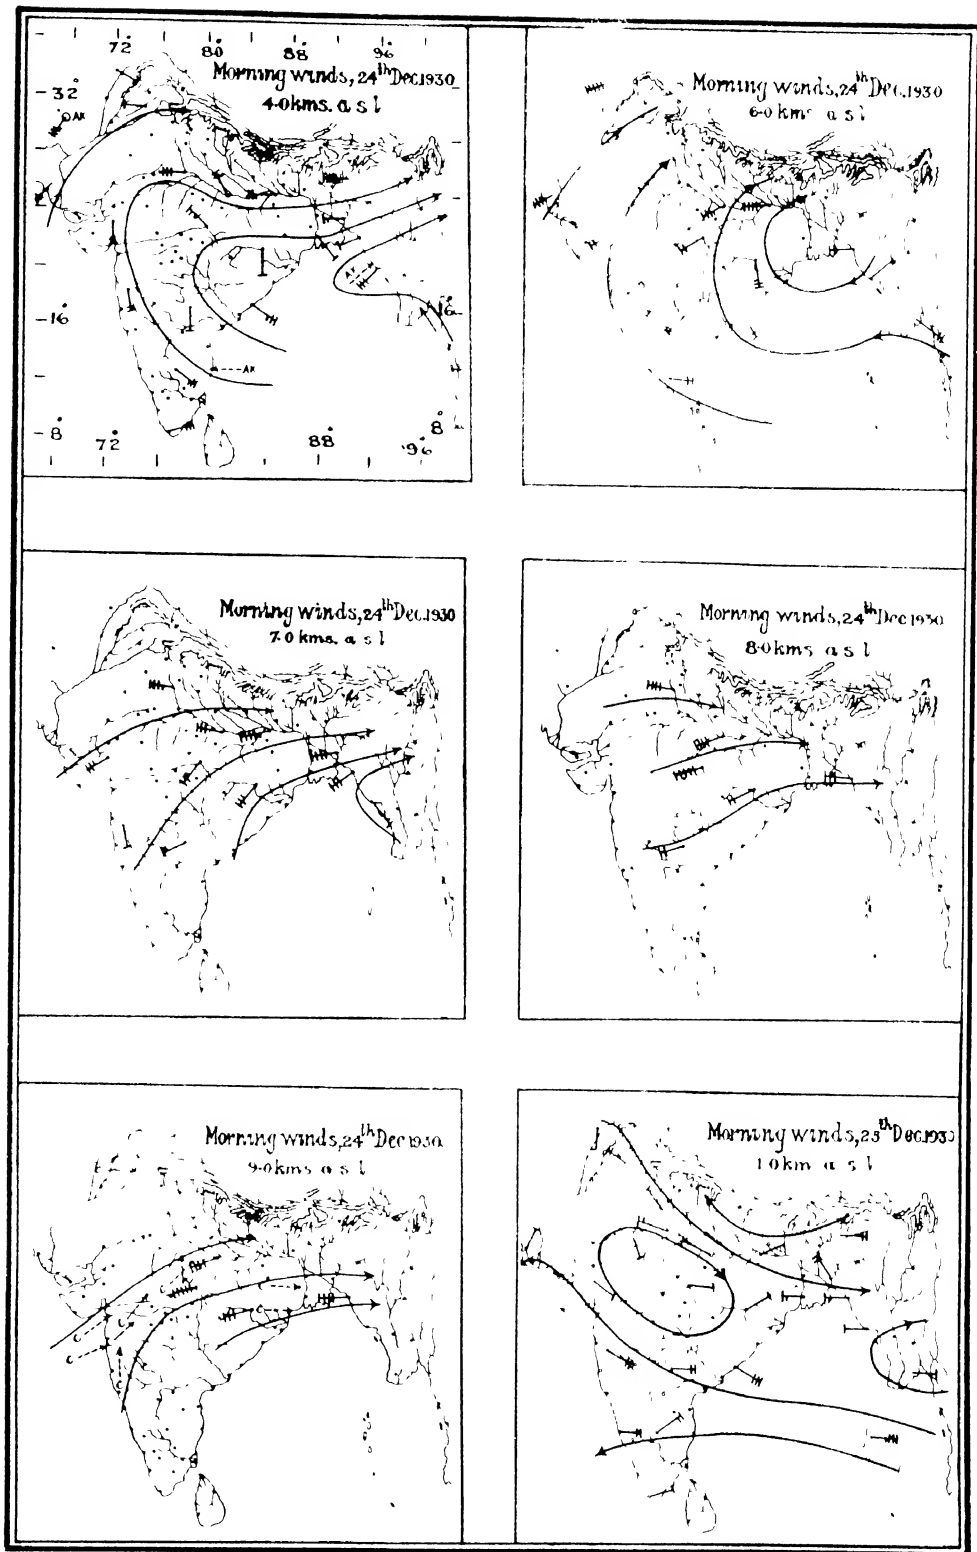 72° 80° 88° 96°
Morning winds, 24th Dec. 1930
4·0 kms. a s l
32°
AK
AK
16
16
AK
8°
72°
88°
96°
8°
Morning winds, 24th Dec. 1930
6·0 kms a s l
Morning winds, 24th Dec. 1930
7·0 kms. a s l
Morning winds, 24th Dec 1930
8·0 kms a s l
Morning winds, 24th Dec 1930.
9·0 kms a s l
C
C
C
C
C
C
Morning winds, 25th Dec. 1930
1·0 km a s l